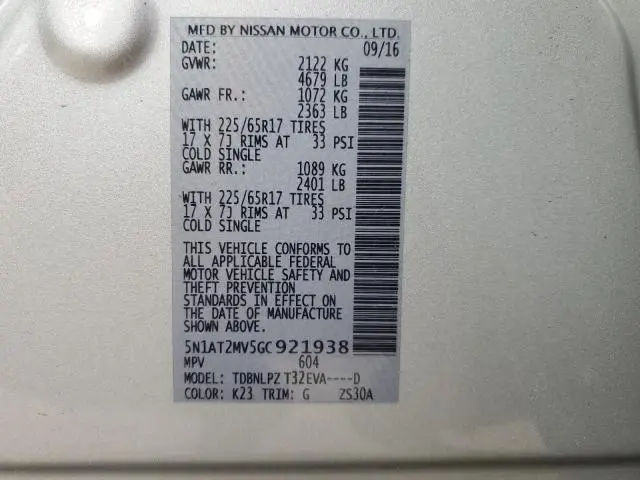 MFD BY NISSAN MOTOR CO., LTD.
DATE: 09/16
GVWR: 2122 KG
4679 LB
GAWR FR.: 1072 KG
2363 LB
WITH 225/65R17 TIRES
17 X 7J RIMS AT 33 PSI
COLD SINGLE
GAWR RR.: 1089 KG
2401 LB
WITH 225/65R17 TIRES
17 X 7J RIMS AT 33 PSI
COLD SINGLE
THIS VEHICLE CONFORMS TO
ALL APPLICABLE FEDERAL
MOTOR VEHICLE SAFETY AND
THEFT PREVENTION
STANDARDS IN EFFECT ON
THE DATE OF MANUFACTURE
SHOWN ABOVE.
5N1AT2MV5GC921938
MPV 604
MODEL: TDBNLPZ T32EVA----D
COLOR: K23 TRIM: G ZS30A